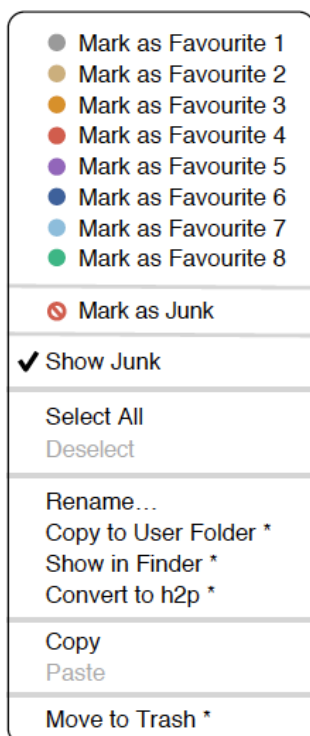 Mark as Favourite 1
Mark as Favourite 2
Mark as Favourite 3
Mark as Favourite 4
Mark as Favourite 5
Mark as Favourite 6
Mark as Favourite 7
Mark as Favourite 8
Mark as Junk
Show Junk
Select All
Deselect
Rename…
Copy to User Folder *
Show in Finder *
Convert to h2p *
Copy
Paste
Move to Trash *